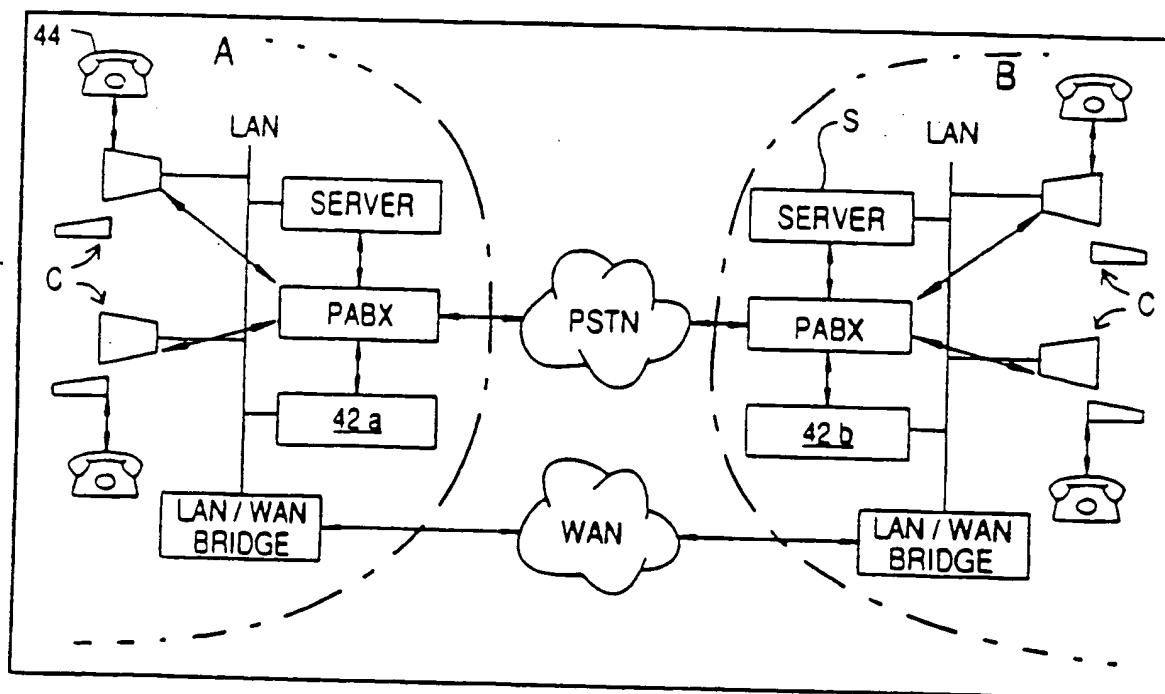 44
A
B
LAN
S
LAN
SERVER
SERVER
C
C
PABX
PSTN
PABX
42 a
42 b
LAN / WAN
BRIDGE
WAN
LAN / WAN
BRIDGE